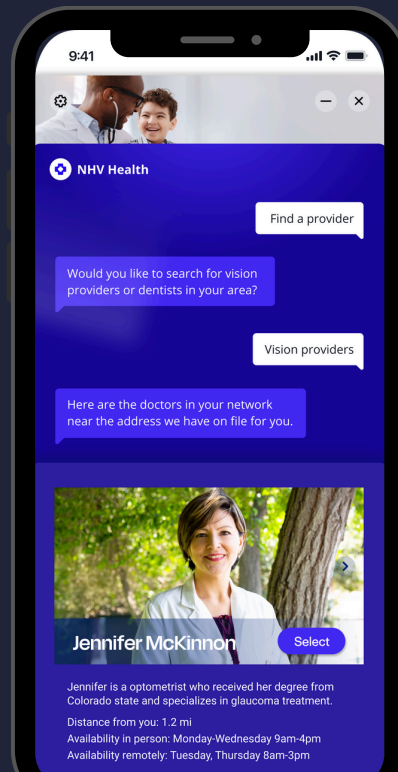 9:41
NHV Health
Find a provider
Would you like to search for vision
providers or dentists in your area?
Vision providers
Here are the doctors in your network
near the address we have on file for you.
Jennifer McKinnon
Select
Jennifer is a optometrist who received her degree from
Colorado state and specializes in glaucoma treatment.
Distance from you: 1.2 mi
Availability in person: Monday-Wednesday 9am-4pm
Availability remotely: Tuesday, Thursday 8am-3pm